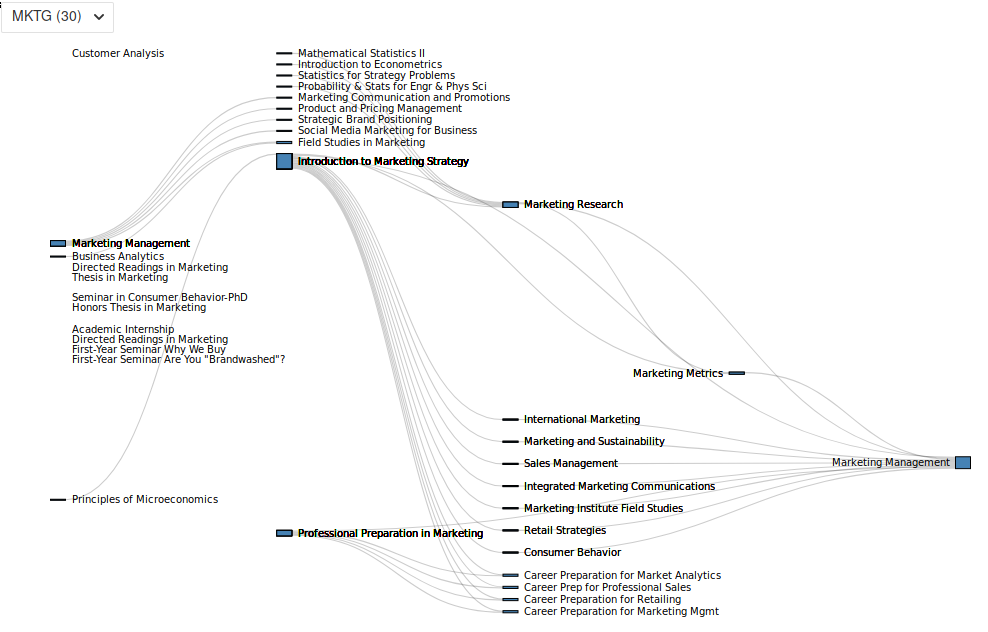 MKTG (30)
Customer Analysis
Mathematical Statistics II
Introduction to Econometrics
Statistics for Strategy Problems
Probability & Stats for Engr & Phys Sci
Marketing Communication and Promotions
Product and Pricing Management
Strategic Brand Positioning
Social Media Marketing for Business
Field Studies in Marketing
Introduction to Marketing Strategy
Marketing Research
Marketing Management
Business Analytics
Directed Readings in Marketing
Thesis in Marketing
Seminar in Consumer Behavior-PhD
Honors Thesis in Marketing
Academic Internship
Directed Readings in Marketing
First-Year Seminar Why We Buy
First-Year Seminar Are You "Brandwashed"?
Marketing Metrics
International Marketing
Marketing and Sustainability
Sales Management
Marketing Management
Integrated Marketing Communications
Principles of Microeconomics
Marketing Institute Field Studies
Retail Strategies
Professional Preparation in Marketing
Consumer Behavior
Career Preparation for Market Analytics
Career Prep for Professional Sales
Career Preparation for Retailing
Career Preparation for Marketing Mgmt